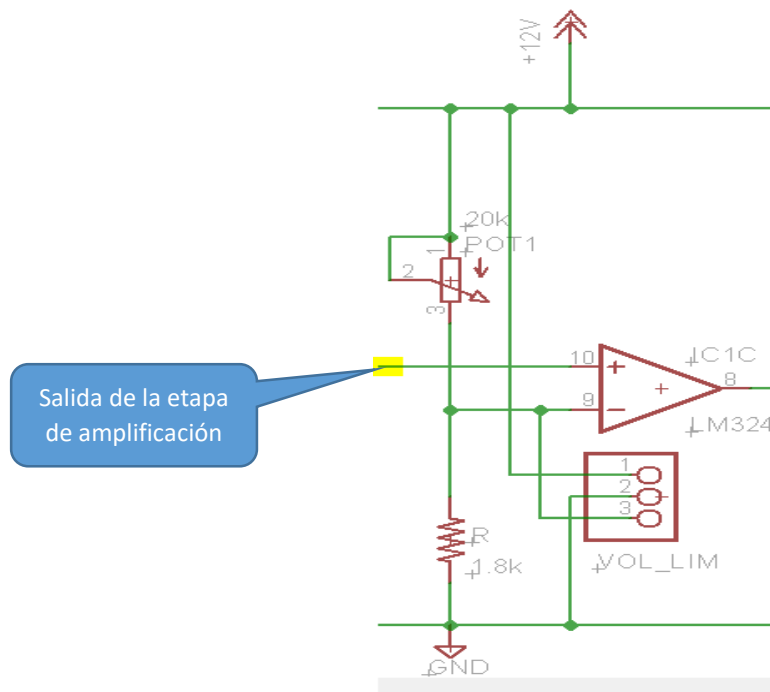 +12V
20k
POT1
1
2
3
Salida de la etapa
de amplificación
10
9
8
IC1C
LM324
1
2
3
VOL_LIM
R
1.8k
GND